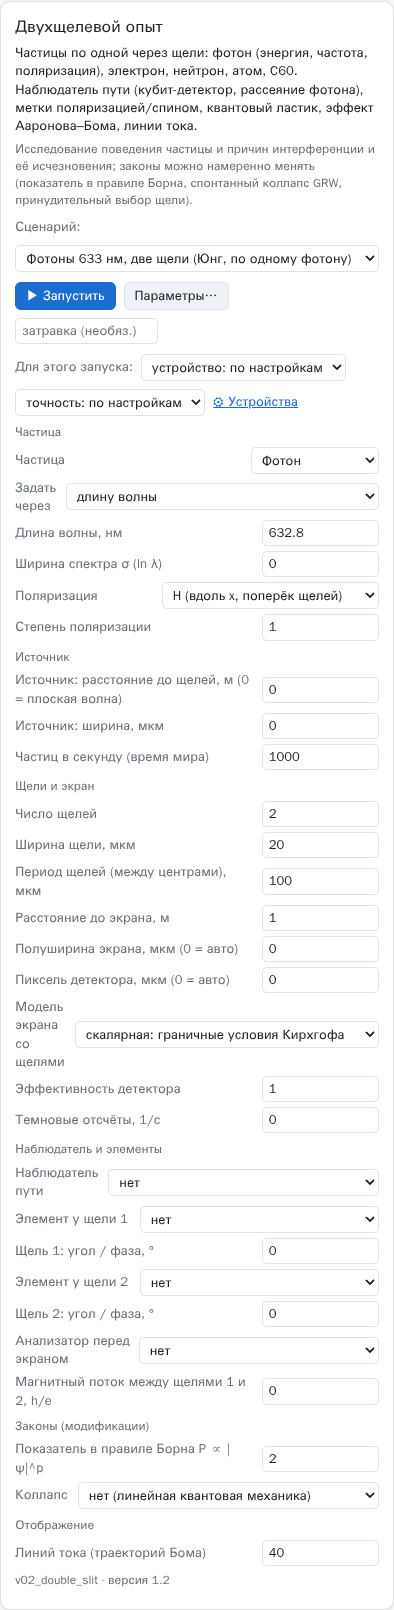 Двухщелевой опыт
Частицы по одной через щели: фотон (энергия, частота,
поляризация), электрон, нейтрон, атом, C60.
Наблюдатель пути (кубит-детектор, рассеяние фотона),
метки поляризацией/спином, квантовый ластик, эффект
Ааронова–Бома, линии тока.
Исследование поведения частицы и причин интерференции и
её исчезновения; законы можно намеренно менять
(показатель в правиле Борна, спонтанный коллапс GRW,
принудительный выбор щели).
Сценарий:
Фотоны 633 нм, две щели (Юнг, по одному фотону)
▶ Запустить Параметры…
затравка (необяз.)
Для этого запуска: устройство: по настройкам
точность: по настройкам ⚙ Устройства
Частица
Частица Фотон
Задать
через длину волны
Длина волны, нм 632.8
Ширина спектра σ (ln λ) 0
Поляризация H (вдоль x, поперёк щелей)
Степень поляризации 1
Источник
Источник: расстояние до щелей, м (0
= плоская волна) 0
Источник: ширина, мкм 0
Частиц в секунду (время мира) 1000
Щели и экран
Число щелей 2
Ширина щели, мкм 20
Период щелей (между центрами),
мкм 100
Расстояние до экрана, м 1
Полуширина экрана, мкм (0 = авто) 0
Пиксель детектора, мкм (0 = авто) 0
Модель
экрана
со
щелями скалярная: граничные условия Кирхгофа
Эффективность детектора 1
Темновые отсчёты, 1/с 0
Наблюдатель и элементы
Наблюдатель
пути нет
Элемент у щели 1 нет
Щель 1: угол / фаза, ° 0
Элемент у щели 2 нет
Щель 2: угол / фаза, ° 0
Анализатор перед
экраном нет
Магнитный поток между щелями 1 и
2, h/e 0
Законы (модификации)
Показатель в правиле Борна P ∝ |
ψ|^p 2
Коллапс нет (линейная квантовая механика)
Отображение
Линий тока (траекторий Бома) 40
v02_double_slit · версия 1.2